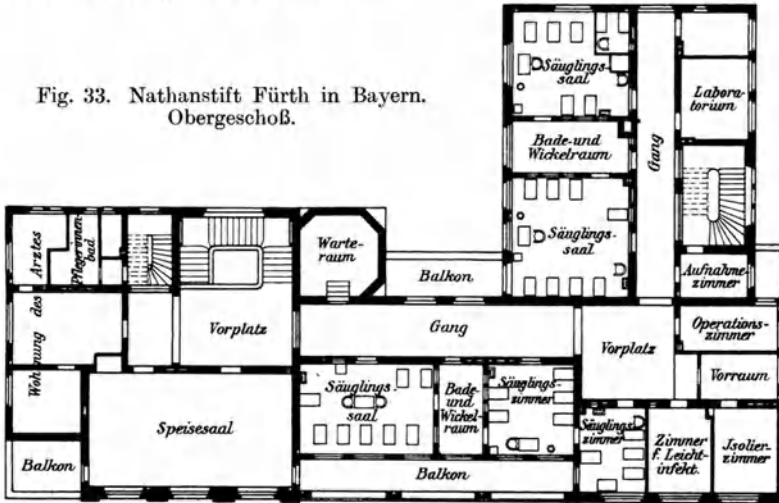 Fig. 33. Nathanstift Fürth in Bayern.
Obergeschoß.
Säuglings-
saal
Labora-
torium
Bade- und
Wickelraum
Gang
Säuglings-
saal
Aufnahme-
zimmer
Arztes
Pflegerinnen-
bad.
Warte-
raum
Balkon
Wohnung des
Vorplatz
Gang
Vorplatz
Operations-
zimmer
Vorraum
Speisesaal
Säuglings-
saal
Bade-
und
Wickel-
raum
Säuglings-
zimmer
Balkon
Balkon
Säuglings-
zimmer
Zimmer
f. Leicht-
infekt.
Isolier-
zimmer